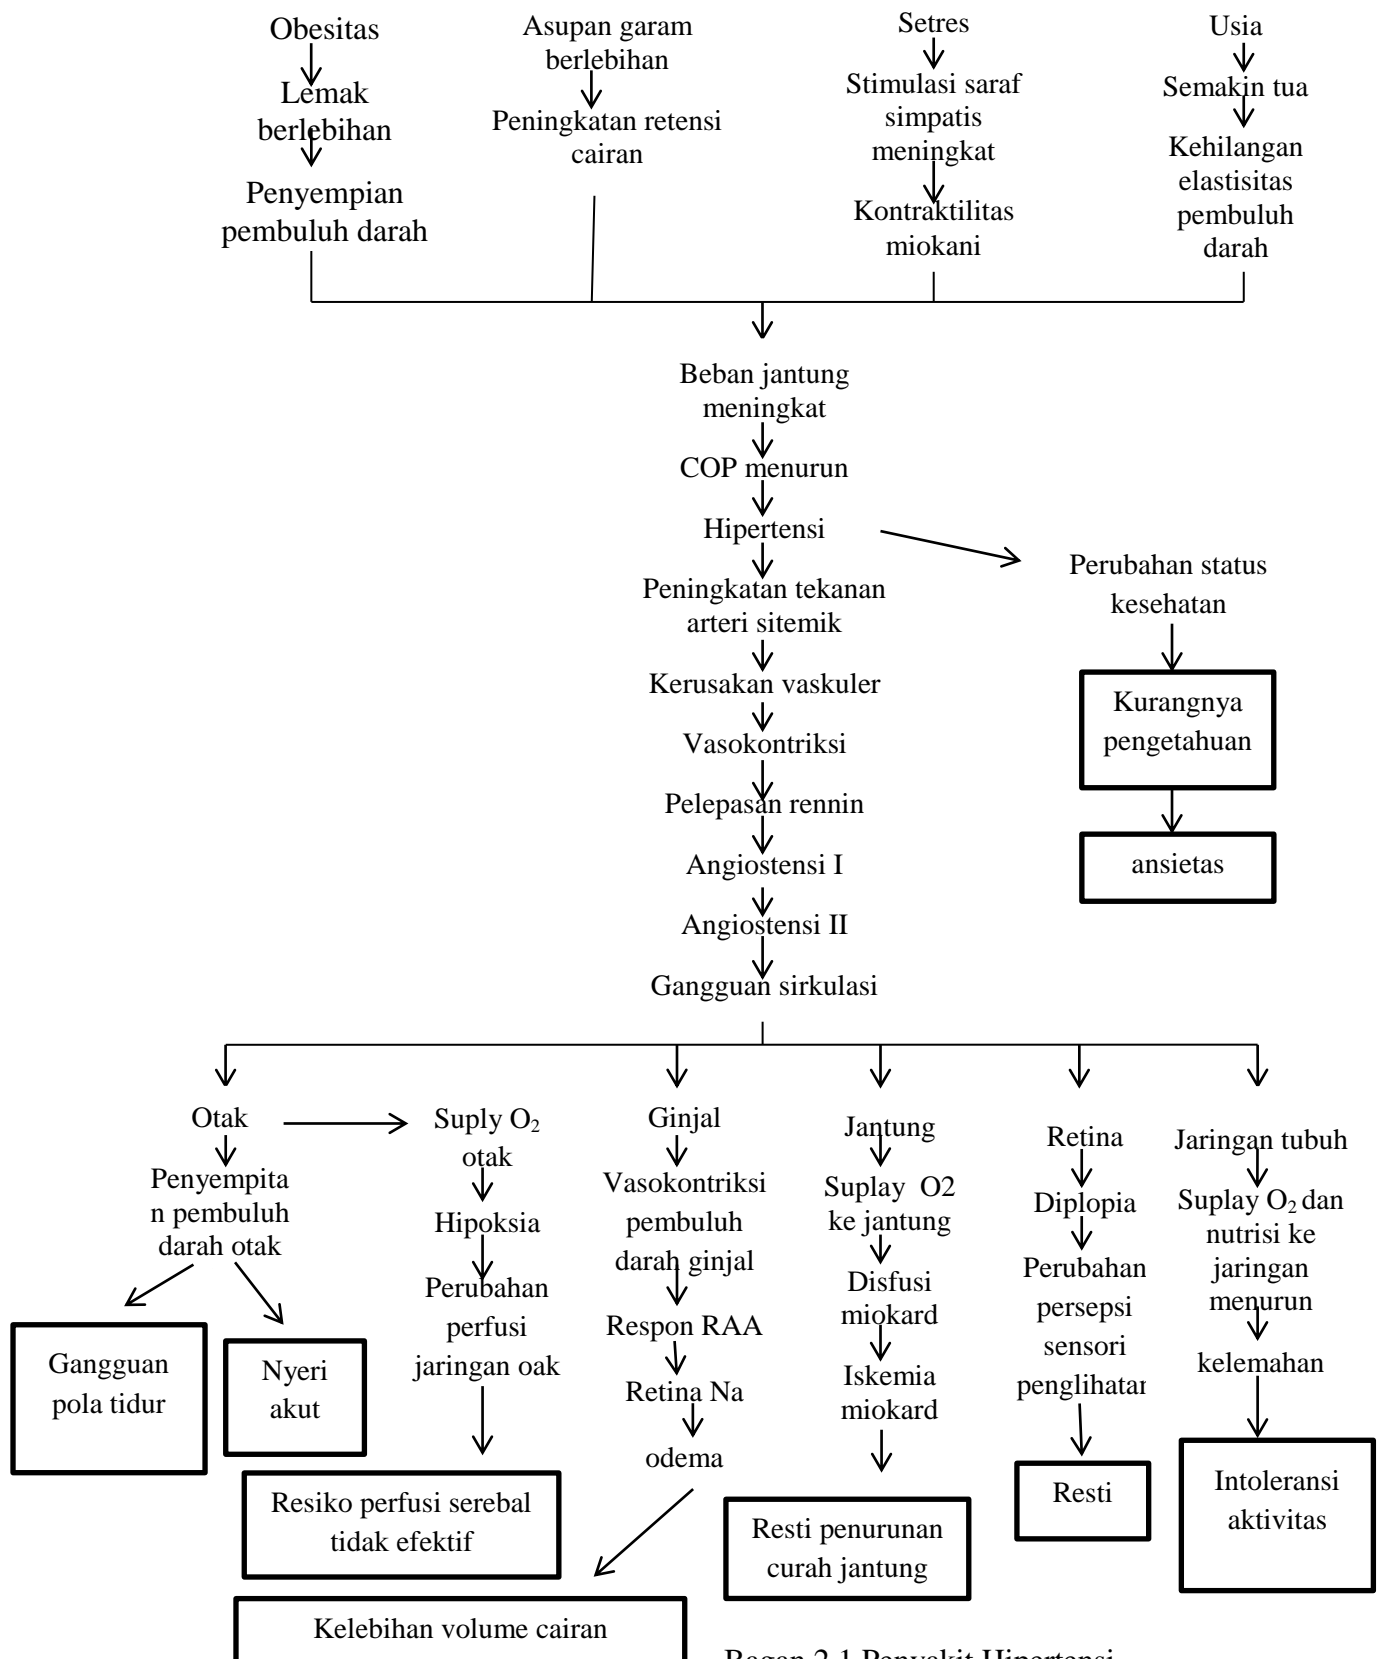 Obesitas
Lemak
berlebihan
Penyempian
pembuluh darah
Asupan garam
berlebihan
Peningkatan retensi
cairan
Setres
Stimulasi saraf
simpatis
meningkat
Kontraktilitas
miokani
Usia
Semakin tua
Kehilangan
elastisitas
pembuluh
darah
Beban jantung
meningkat
COP menurun
Hipertensi
Peningkatan tekanan
arteri sitemik
Kerusakan vaskuler
Vasokontriksi
Pelepasan rennin
Angiostensi I
Angiostensi II
Gangguan sirkulasi
Perubahan status
kesehatan
Kurangnya
pengetahuan
ansietas
Otak
Penyempita
n pembuluh
darah otak
Gangguan
pola tidur
Nyeri
akut
Suply O₂
otak
Hipoksia
Perubahan
perfusi
jaringan oak
Resiko perfusi serebal
tidak efektif
Ginjal
Vasokontriksi
pembuluh
darah ginjal
Respon RAA
Retina Na
odema
Kelebihan volume cairan
Jantung
Suplay O2
ke jantung
Disfusi
miokard
Iskemia
miokard
Resti penurunan
curah jantung
Retina
Diplopia
Perubahan
persepsi
sensori
penglihatan
Resti
Jaringan tubuh
Suplay O₂ dan
nutrisi ke
jaringan
menurun
kelemahan
Intoleransi
aktivitas
Bagan 2.1 Penyakit Hipertensi